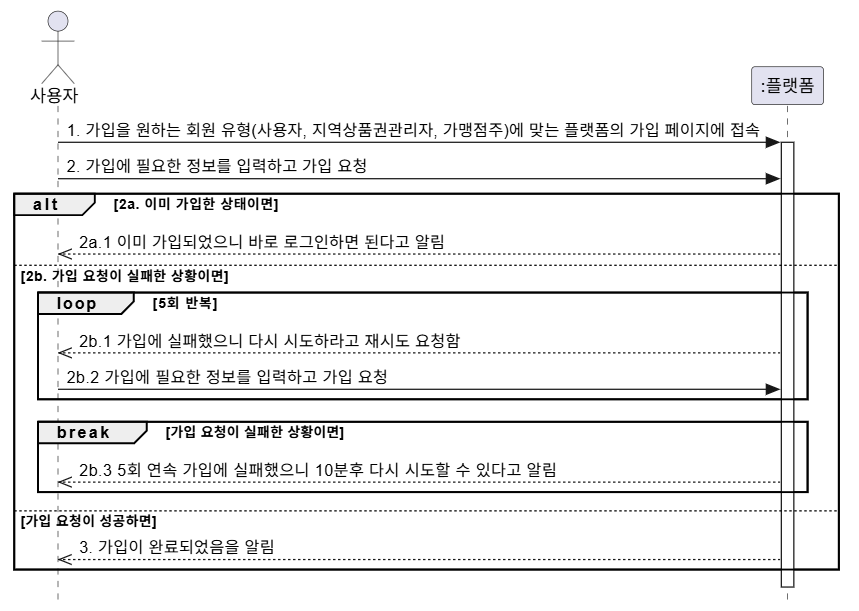 사용자
:플랫폼
1. 가입을 원하는 회원 유형(사용자, 지역상품권관리자, 가맹점주)에 맞는 플랫폼의 가입 페이지에 접속
2. 가입에 필요한 정보를 입력하고 가입 요청
alt [2a. 이미 가입한 상태이면]
2a.1 이미 가입되었으니 바로 로그인하면 된다고 알림
[2b. 가입 요청이 실패한 상황이면]
loop [5회 반복]
2b.1 가입에 실패했으니 다시 시도하라고 재시도 요청함
2b.2 가입에 필요한 정보를 입력하고 가입 요청
break [가입 요청이 실패한 상황이면]
2b.3 5회 연속 가입에 실패했으니 10분후 다시 시도할 수 있다고 알림
[가입 요청이 성공하면]
3. 가입이 완료되었음을 알림